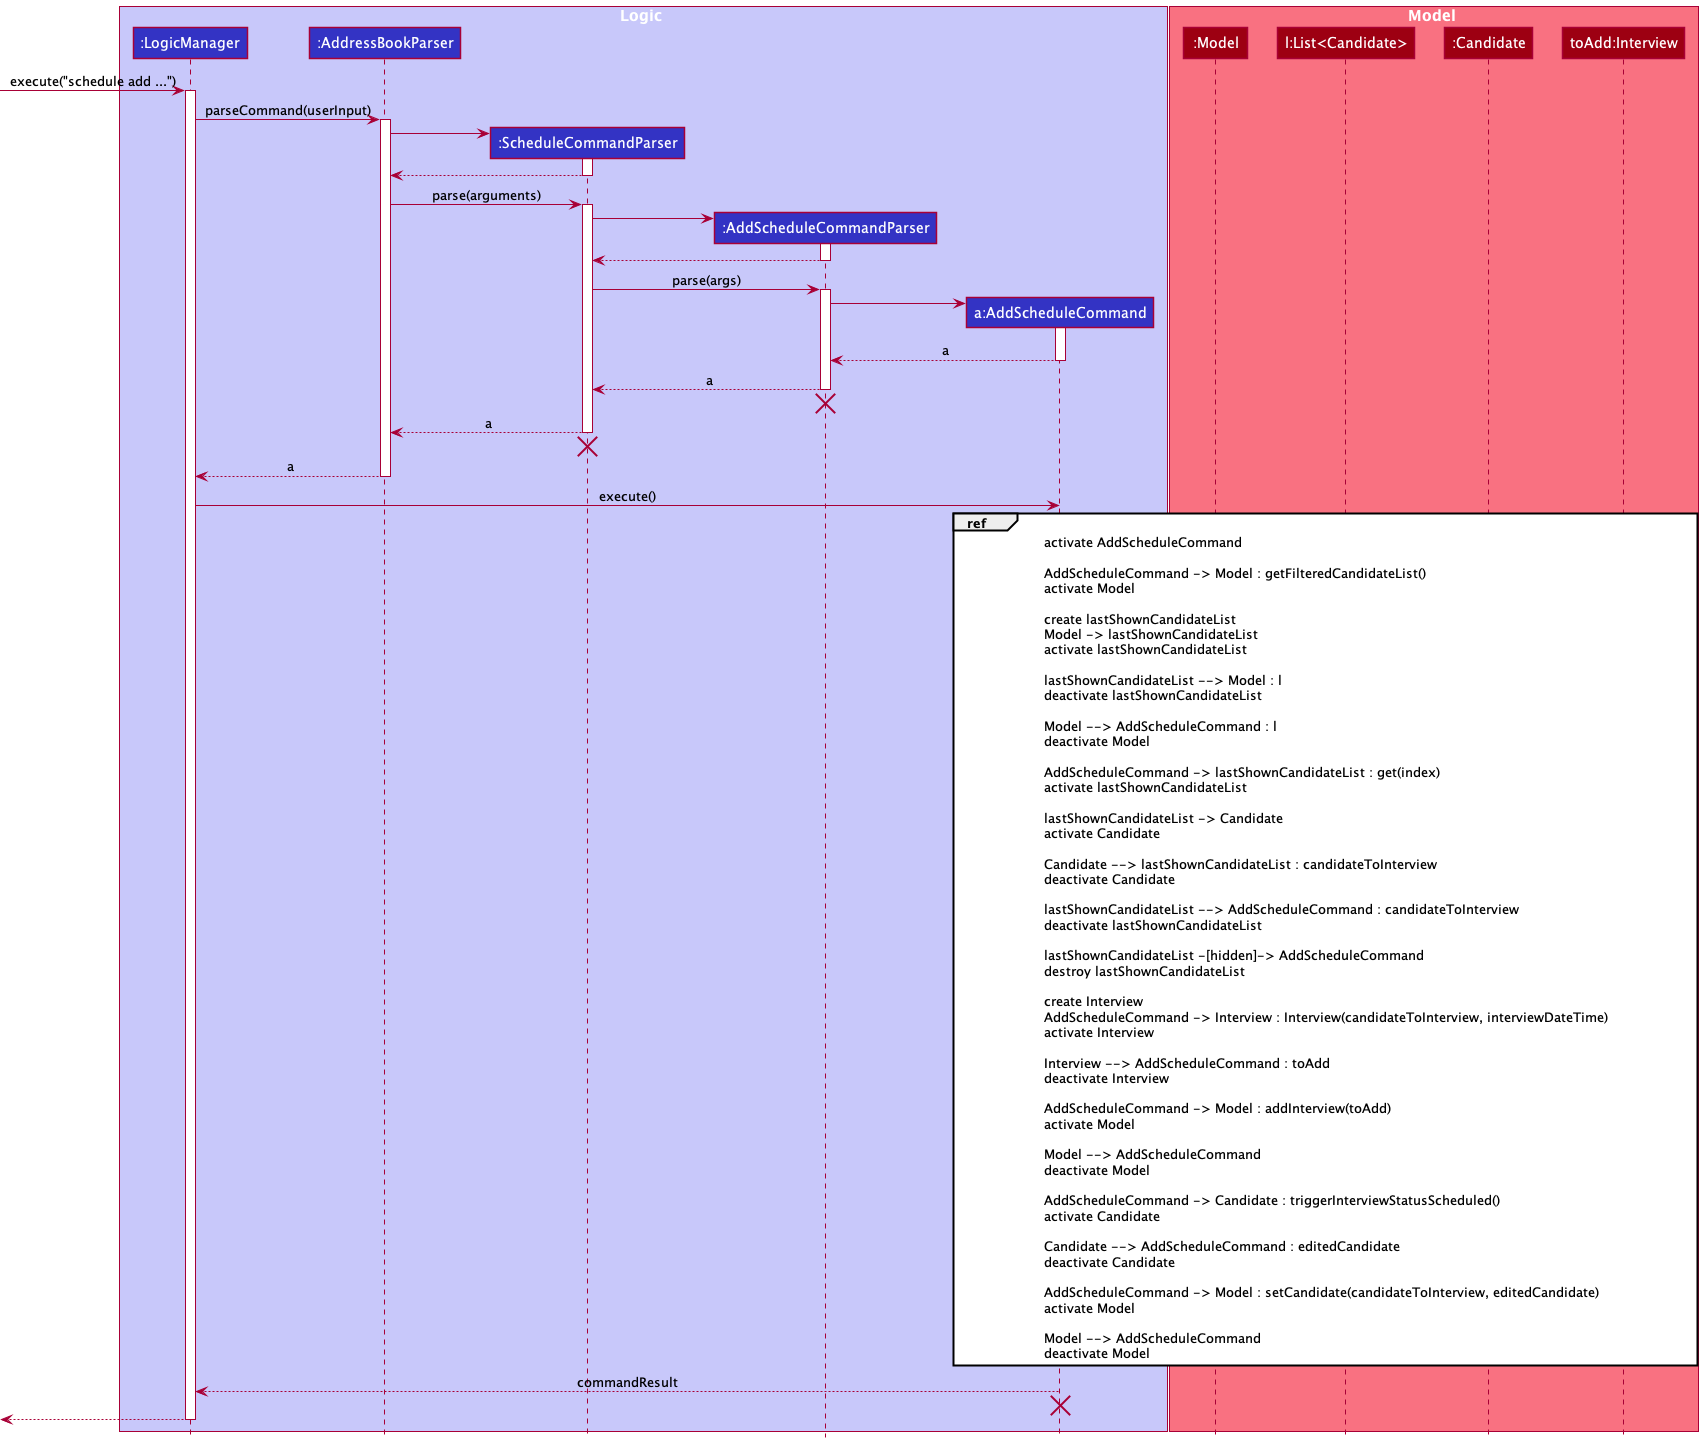 Logic
Model
:LogicManager
:AddressBookParser
:Model
l:List<Candidate>
:Candidate
toAdd:Interview
execute("schedule add ...")
parseCommand(userInput)
:ScheduleCommandParser
parse(arguments)
:AddScheduleCommandParser
parse(args)
a:AddScheduleCommand
a
a
a
a
execute()
ref
activate AddScheduleCommand
AddScheduleCommand -> Model : getFilteredCandidateList()
activate Model
create lastShownCandidateList
Model -> lastShownCandidateList
activate lastShownCandidateList
lastShownCandidateList --> Model : l
deactivate lastShownCandidateList
Model --> AddScheduleCommand : l
deactivate Model
AddScheduleCommand -> lastShownCandidateList : get(index)
activate lastShownCandidateList
lastShownCandidateList -> Candidate
activate Candidate
Candidate --> lastShownCandidateList : candidateToInterview
deactivate Candidate
lastShownCandidateList --> AddScheduleCommand : candidateToInterview
deactivate lastShownCandidateList
lastShownCandidateList -[hidden]-> AddScheduleCommand
destroy lastShownCandidateList
create Interview
AddScheduleCommand -> Interview : Interview(candidateToInterview, interviewDateTime)
activate Interview
Interview --> AddScheduleCommand : toAdd
deactivate Interview
AddScheduleCommand -> Model : addInterview(toAdd)
activate Model
Model --> AddScheduleCommand
deactivate Model
AddScheduleCommand -> Candidate : triggerInterviewStatusScheduled()
activate Candidate
Candidate --> AddScheduleCommand : editedCandidate
deactivate Candidate
AddScheduleCommand -> Model : setCandidate(candidateToInterview, editedCandidate)
activate Model
Model --> AddScheduleCommand
deactivate Model
commandResult